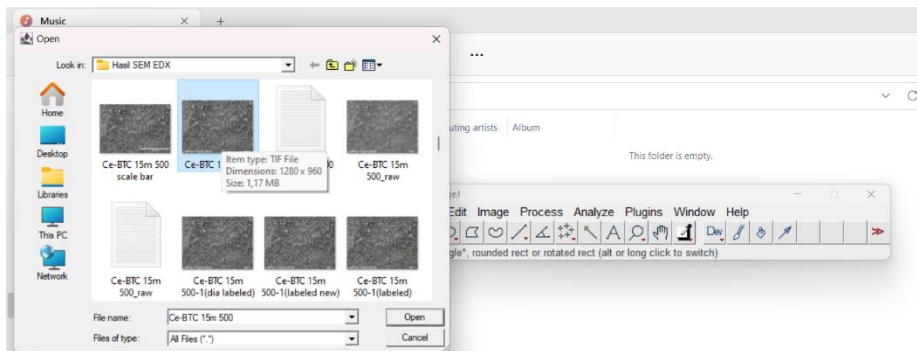 Music
Open
Look in:
Hasil SEM EDX
Home
Desktop
Libraries
This PC
Network
Ce-BTC 15m 500
scale bar
Ce-BTC 1
Ce-BTC 15m
500_raw
Item type: TIF File
Dimensions: 1280 x 960
Size: 1,17 MB
Ce-BTC 15m
500_raw
Ce-BTC 15m
500-1(dia labeled)
Ce-BTC 15m
500-1(labeled new)
Ce-BTC 15m
500-1(labeled)
File name:
Ce-BTC 15m 500
Open
Files of type:
All Files (".")
Cancel
uting artists
Album
This folder is empty.
Edit Image Process Analyze Plugins Window Help
A
Dev
gle", rounded rect or rotated rect (alt or long click to switch)